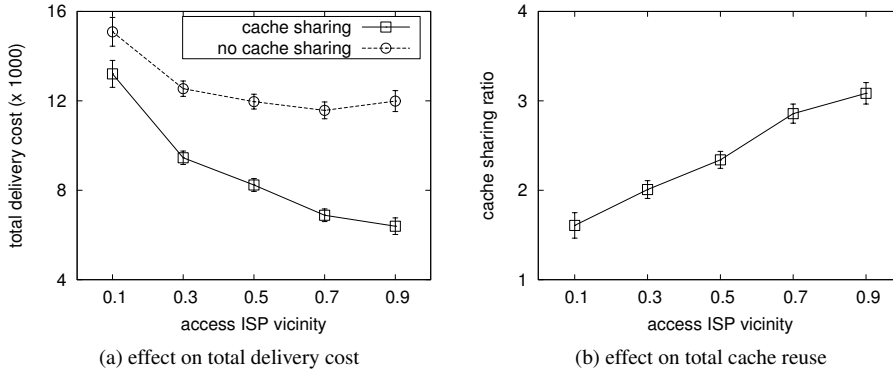 16
12
8
4
total delivery cost (x 1000)
cache sharing
no cache sharing
0.1 0.3 0.5 0.7 0.9
access ISP vicinity
(a) effect on total delivery cost
4
3
2
1
cache sharing ratio
0.1 0.3 0.5 0.7 0.9
access ISP vicinity
(b) effect on total cache reuse